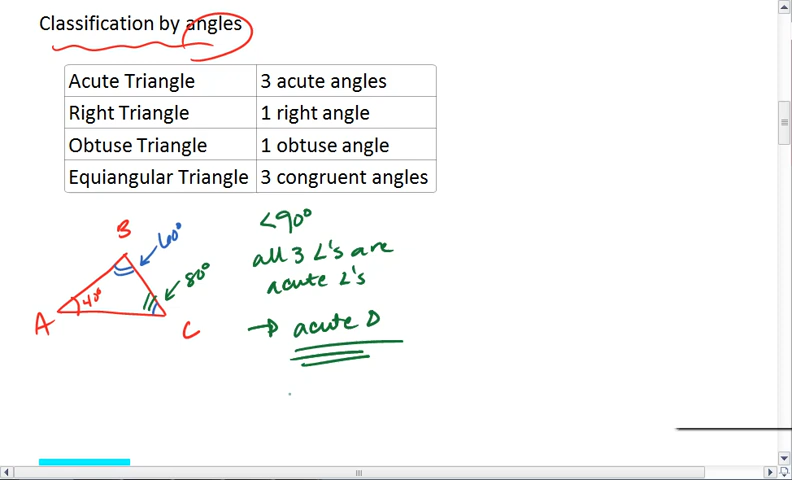 Classification by angles
Acute Triangle 3 acute angles
Right Triangle 1 right angle
Obtuse Triangle 1 obtuse angle
Equiangular Triangle 3 congruent angles
<90°
B
60°
all 3 ∠'s are
80°
acute ∠'s
40°
A
C
→ acute △